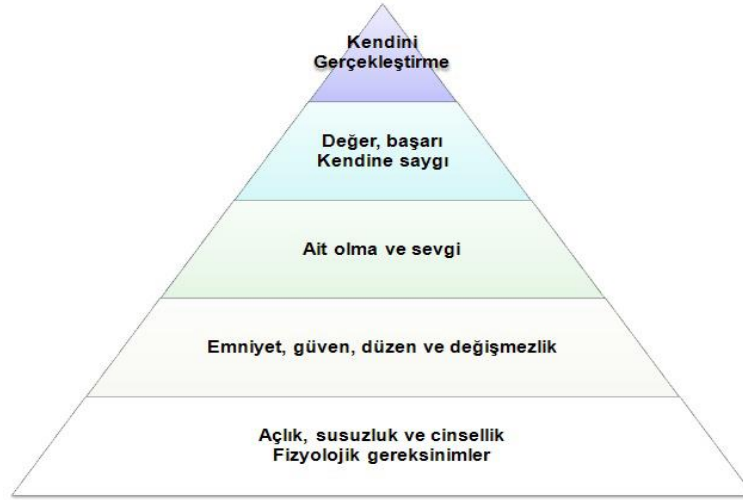 Kendini
Gerçekleştirme
Değer, başarı
Kendine saygı
Ait olma ve sevgi
Emniyet, güven, düzen ve değişmezlik
Açlık, susuzluk ve cinsellik
Fizyolojik gereksinimler